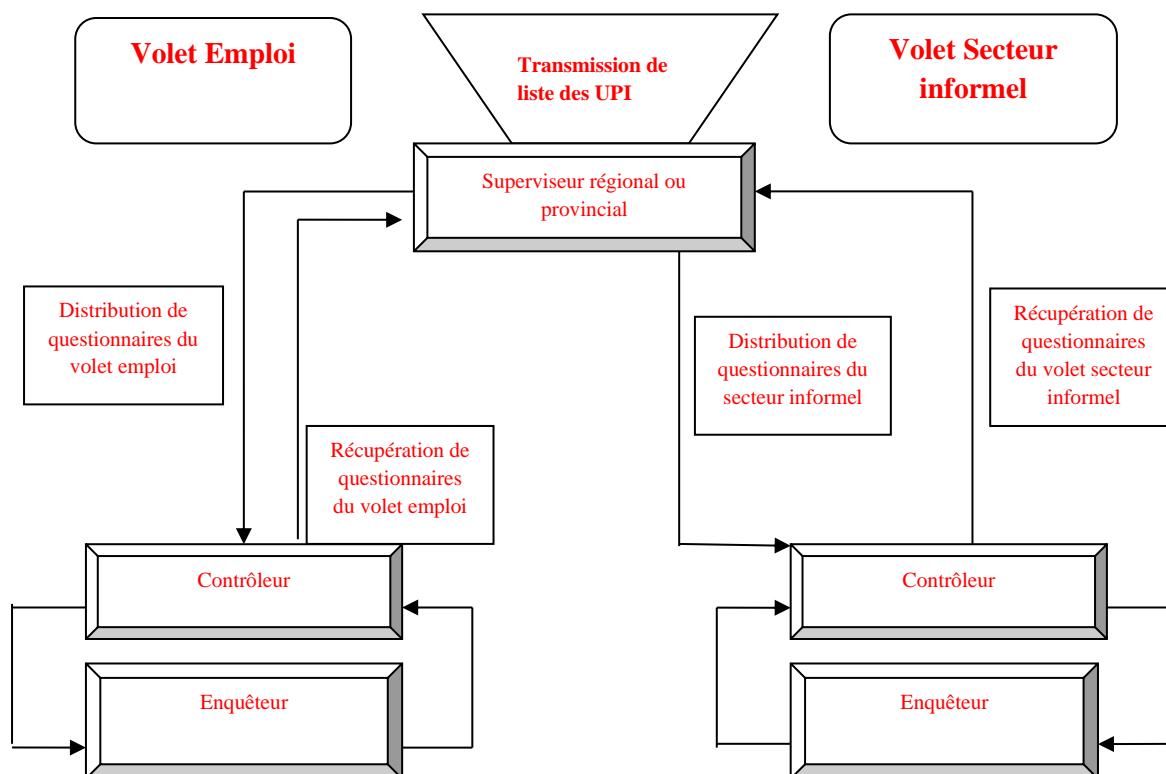 Volet Emploi
Transmission de
liste des UPI
Volet Secteur
informel
Superviseur régional ou
provincial
Distribution de
questionnaires du
volet emploi
Récupération de
questionnaires
du volet emploi
Distribution de
questionnaires du
secteur informel
Récupération de
questionnaires
du volet secteur
informel
Contrôleur
Contrôleur
Enquêteur
Enquêteur